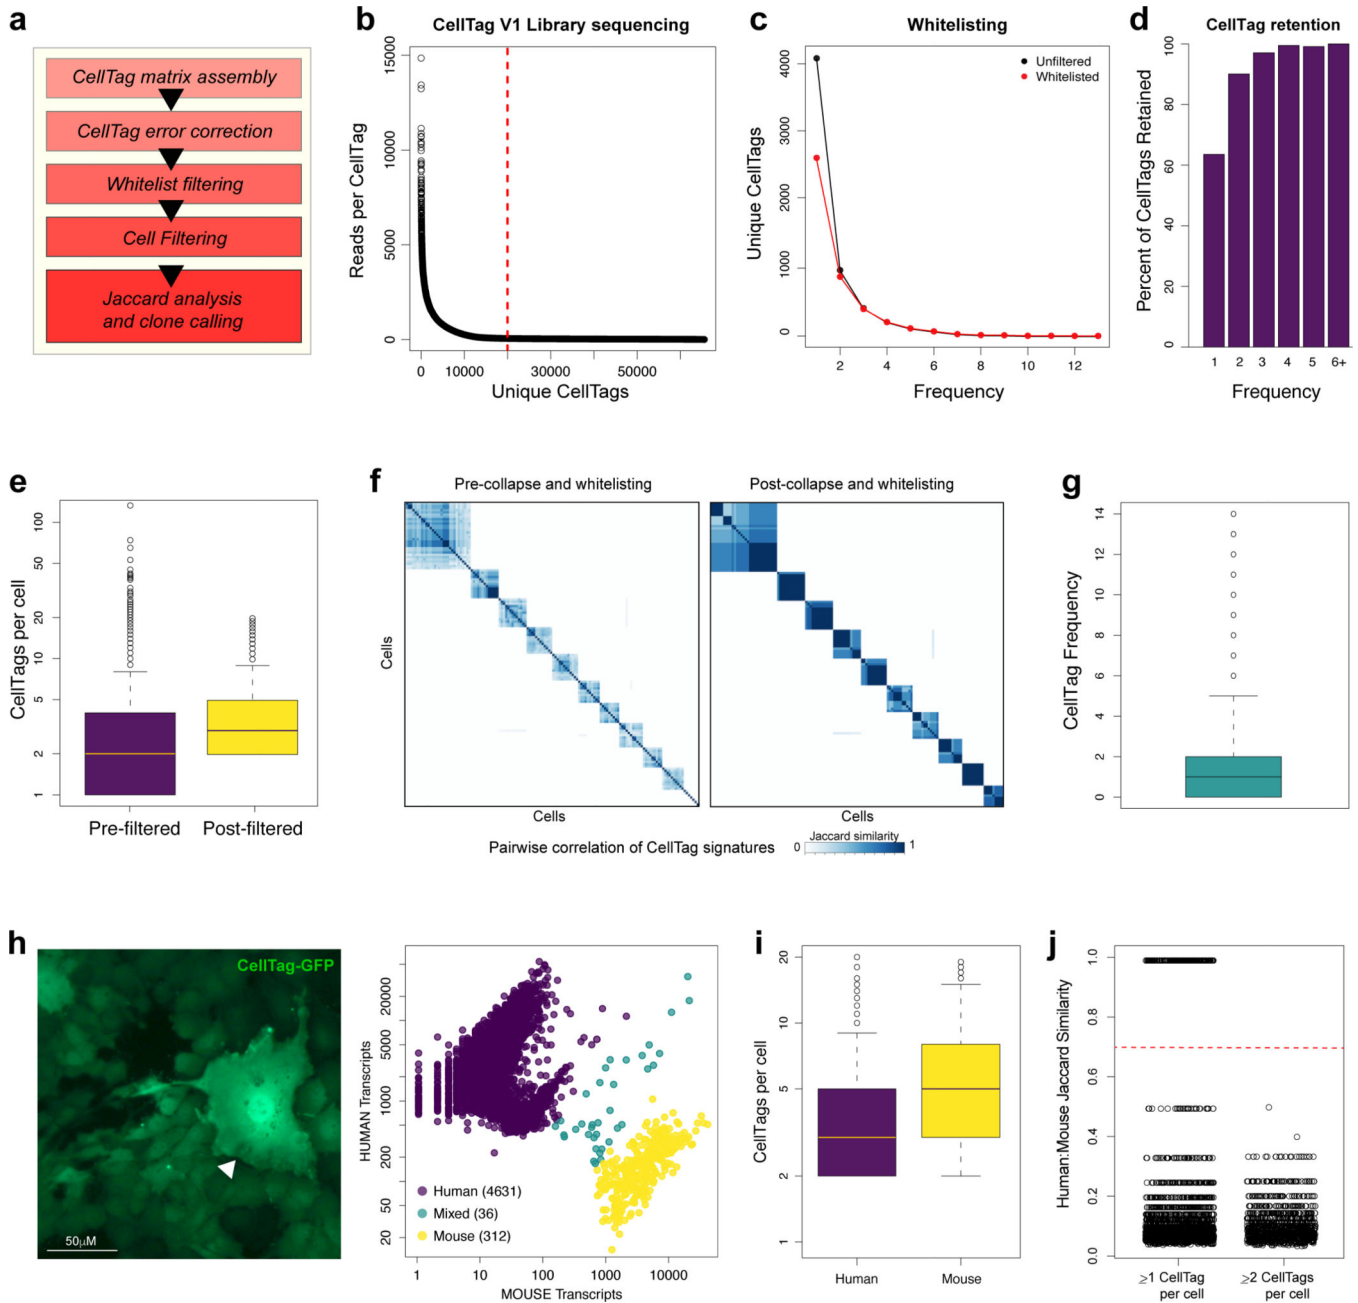 a
CellTag matrix assembly
CellTag error correction
Whitelist filtering
Cell Filtering
Jaccard analysis
and clone calling
b
CellTag V1 Library sequencing
Reads per CellTag
15000
10000
5000
0
0
10000
30000
50000
Unique CellTags
c
Whitelisting
Unfiltered
Whitelisted
Unique CellTags
4000
3000
2000
1000
0
2
4
6
8
10
12
Frequency
d
CellTag retention
Percent of CellTags Retained
100
80
60
40
20
0
1
2
3
4
5
6+
Frequency
e
CellTags per cell
100
50
20
10
5
2
1
Pre-filtered
Post-filtered
f
Pre-collapse and whitelisting
Post-collapse and whitelisting
Cells
Cells
Cells
Pairwise correlation of CellTag signatures
Jaccard similarity
0
1
g
CellTag Frequency
14
12
10
8
6
4
2
0
h
CellTag-GFP
50µM
HUMAN Transcripts
20000
5000
1000
200
50
20
Human (4631)
Mixed (36)
Mouse (312)
1
10
100
1000
10000
MOUSE Transcripts
i
CellTags per cell
20
10
5
2
1
Human
Mouse
j
Human:Mouse Jaccard Similarity
1.0
0.8
0.6
0.4
0.2
0.0
≥1 CellTag
per cell
≥2 CellTags
per cell